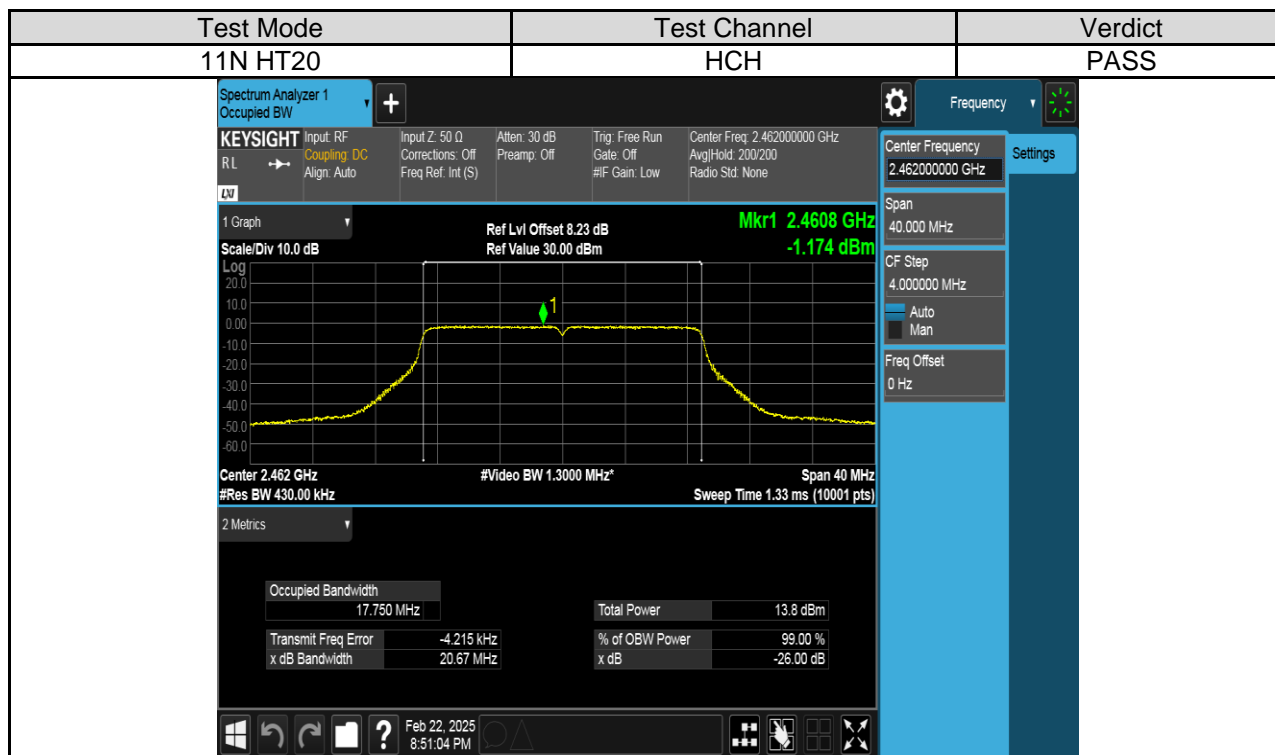 Test Mode Test Channel Verdict
11N HT20 HCH PASS
Spectrum Analyzer 1
Occupied BW
+
Frequency
KEYSIGHT
R L
LXI
Input: RF
Coupling: DC
Align: Auto
Input Z: 50 Ω
Corrections: Off
Freq Ref: Int (S)
Atten: 30 dB
Preamp: Off
Trig: Free Run
Gate: Off
#IF Gain: Low
Center Freq: 2.462000000 GHz
Avg|Hold: 200/200
Radio Std: None
Center Frequency
2.462000000 GHz
Settings
Span
40.000 MHz
CF Step
4.000000 MHz
Auto
Man
Freq Offset
0 Hz
1 Graph
Scale/Div 10.0 dB
Ref Lvl Offset 8.23 dB
Ref Value 30.00 dBm
Mkr1 2.4608 GHz
-1.174 dBm
Log
20.0
10.0
0.00
-10.0
-20.0
-30.0
-40.0
-50.0
-60.0
1
Center 2.462 GHz
#Res BW 430.00 kHz
#Video BW 1.3000 MHz*
Span 40 MHz
Sweep Time 1.33 ms (10001 pts)
2 Metrics
Occupied Bandwidth
17.750 MHz
Total Power 13.8 dBm
Transmit Freq Error -4.215 kHz
% of OBW Power 99.00 %
x dB Bandwidth 20.67 MHz
x dB -26.00 dB
?
Feb 22, 2025
8:51:04 PM